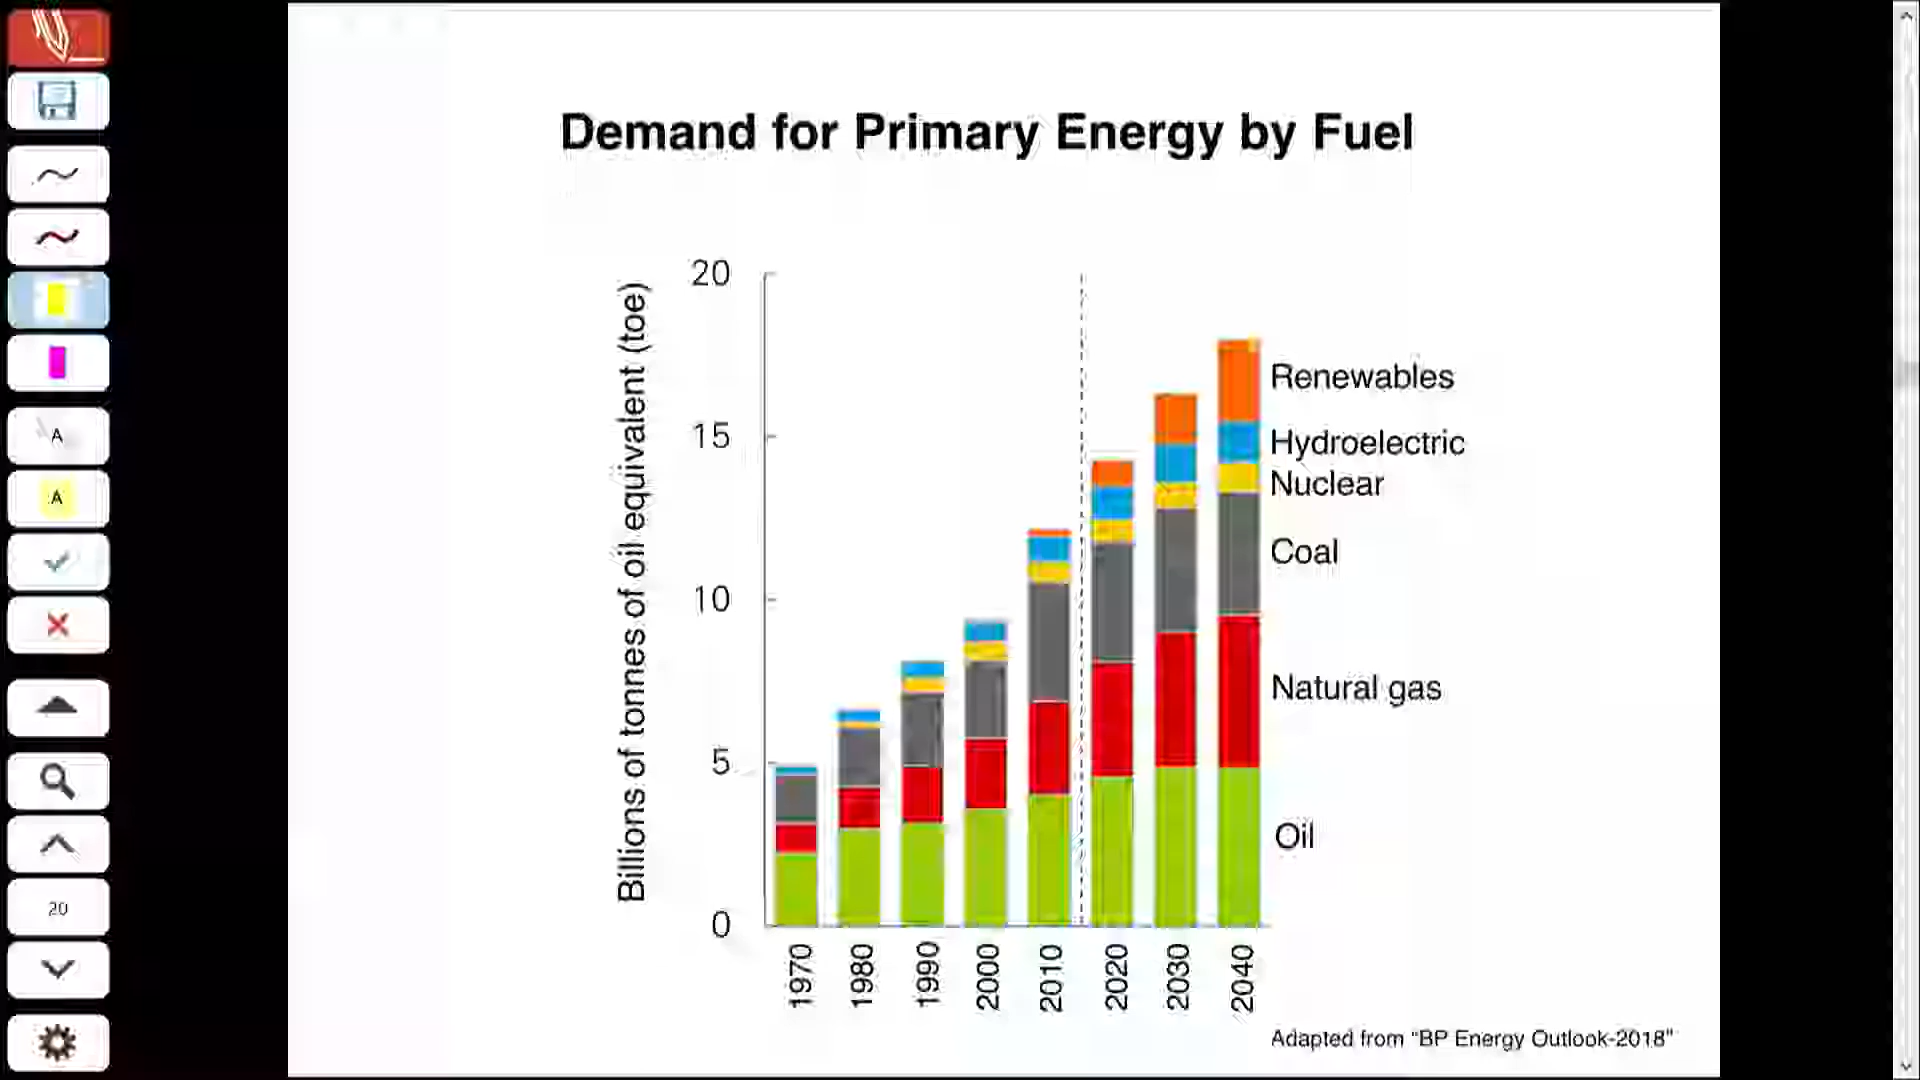 Demand for Primary Energy by Fuel
Billions of tonnes of oil equivalent (toe)
20
15
10
5
0
Renewables
Hydroelectric
Nuclear
Coal
Natural gas
Oil
1970
1980
1990
2000
2010
2020
2030
2040
Adapted from "BP Energy Outlook-2018"
A
A
20